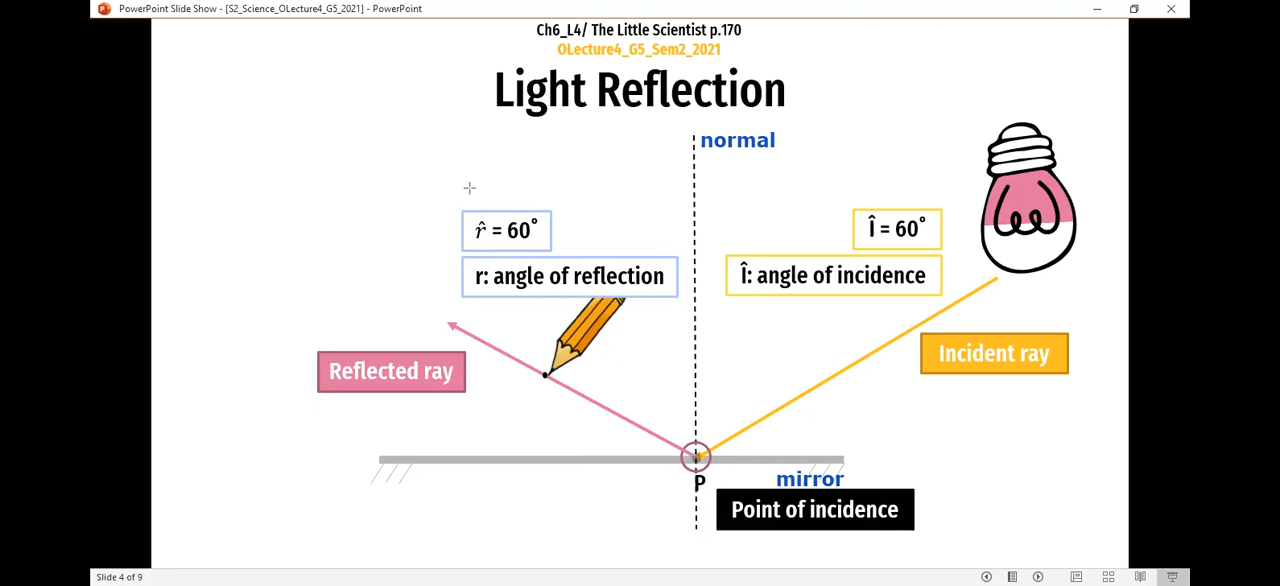 PowerPoint Slide Show - [S2_Science_OLecture4_G5_2021] - PowerPoint
Ch6_L4/ The Little Scientist p.170
OLecture4_G5_Sem2_2021
Light Reflection
normal
r̂ = 60°
Î = 60°
r: angle of reflection
Î: angle of incidence
Incident ray
Reflected ray
mirror
P
Point of incidence
Slide 4 of 9